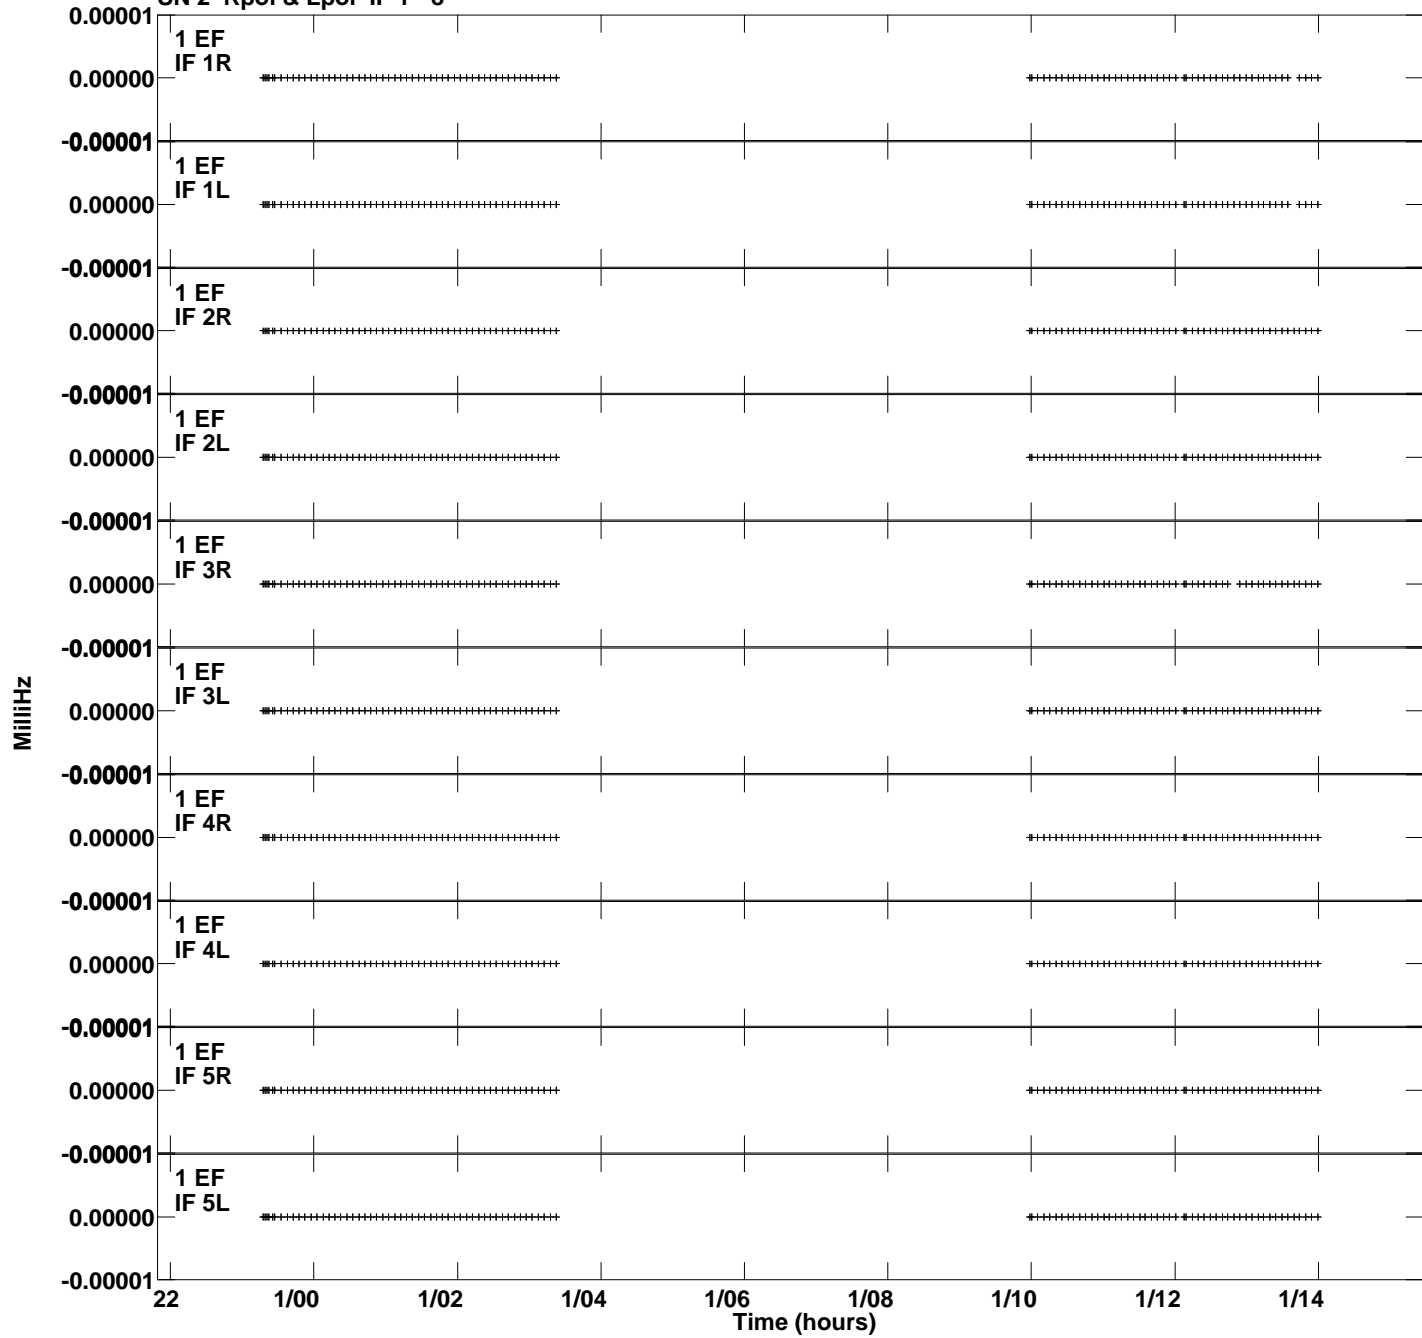 0.00001
1 EF
IF 1R
0.00000
-0.00001
1 EF
IF 1L
0.00000
-0.00001
1 EF
IF 2R
0.00000
-0.00001
1 EF
IF 2L
0.00000
-0.00001
1 EF
IF 3R
0.00000
-0.00001
1 EF
IF 3L
0.00000
-0.00001
1 EF
IF 4R
0.00000
-0.00001
1 EF
IF 4L
0.00000
-0.00001
1 EF
IF 5R
0.00000
-0.00001
1 EF
IF 5L
0.00000
-0.00001
MilliHz
22 1/00 1/02 1/04 1/06 1/08 1/10 1/12 1/14
Time (hours)